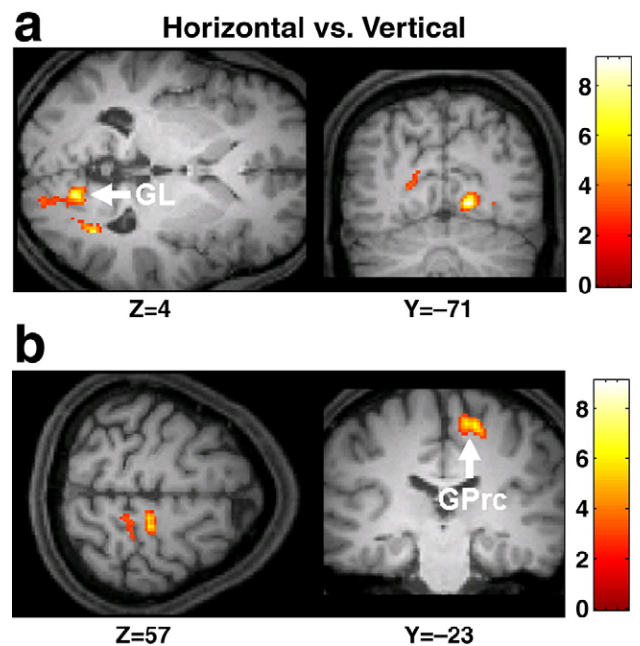 a
Horizontal vs. Vertical
GL
8
6
4
2
0
Z=4
Y=–71
b
GPrc
8
6
4
2
0
Z=57
Y=–23